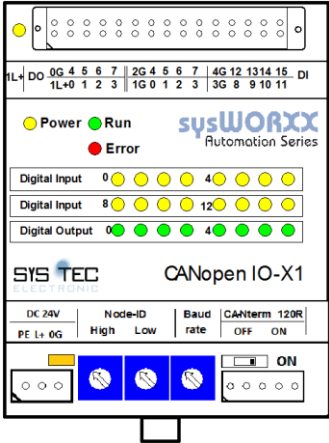 1L+ DO 0G 4 5 6 7 2G 4 5 6 7 4G 12 13 14 15 DI
1L+0 1 2 3 1G 0 1 2 3 3G 8 9 10 11
Power Run
sysWORXX
Automation Series
Error
Digital Input 0 4
Digital Input 8 12
Digital Output 0 4
SYS TEC
ELECTRONIC
CANopen IO-X1
DC 24V Node-ID Baud CANterm 120R
PE L+ 0G High Low rate OFF ON
ON